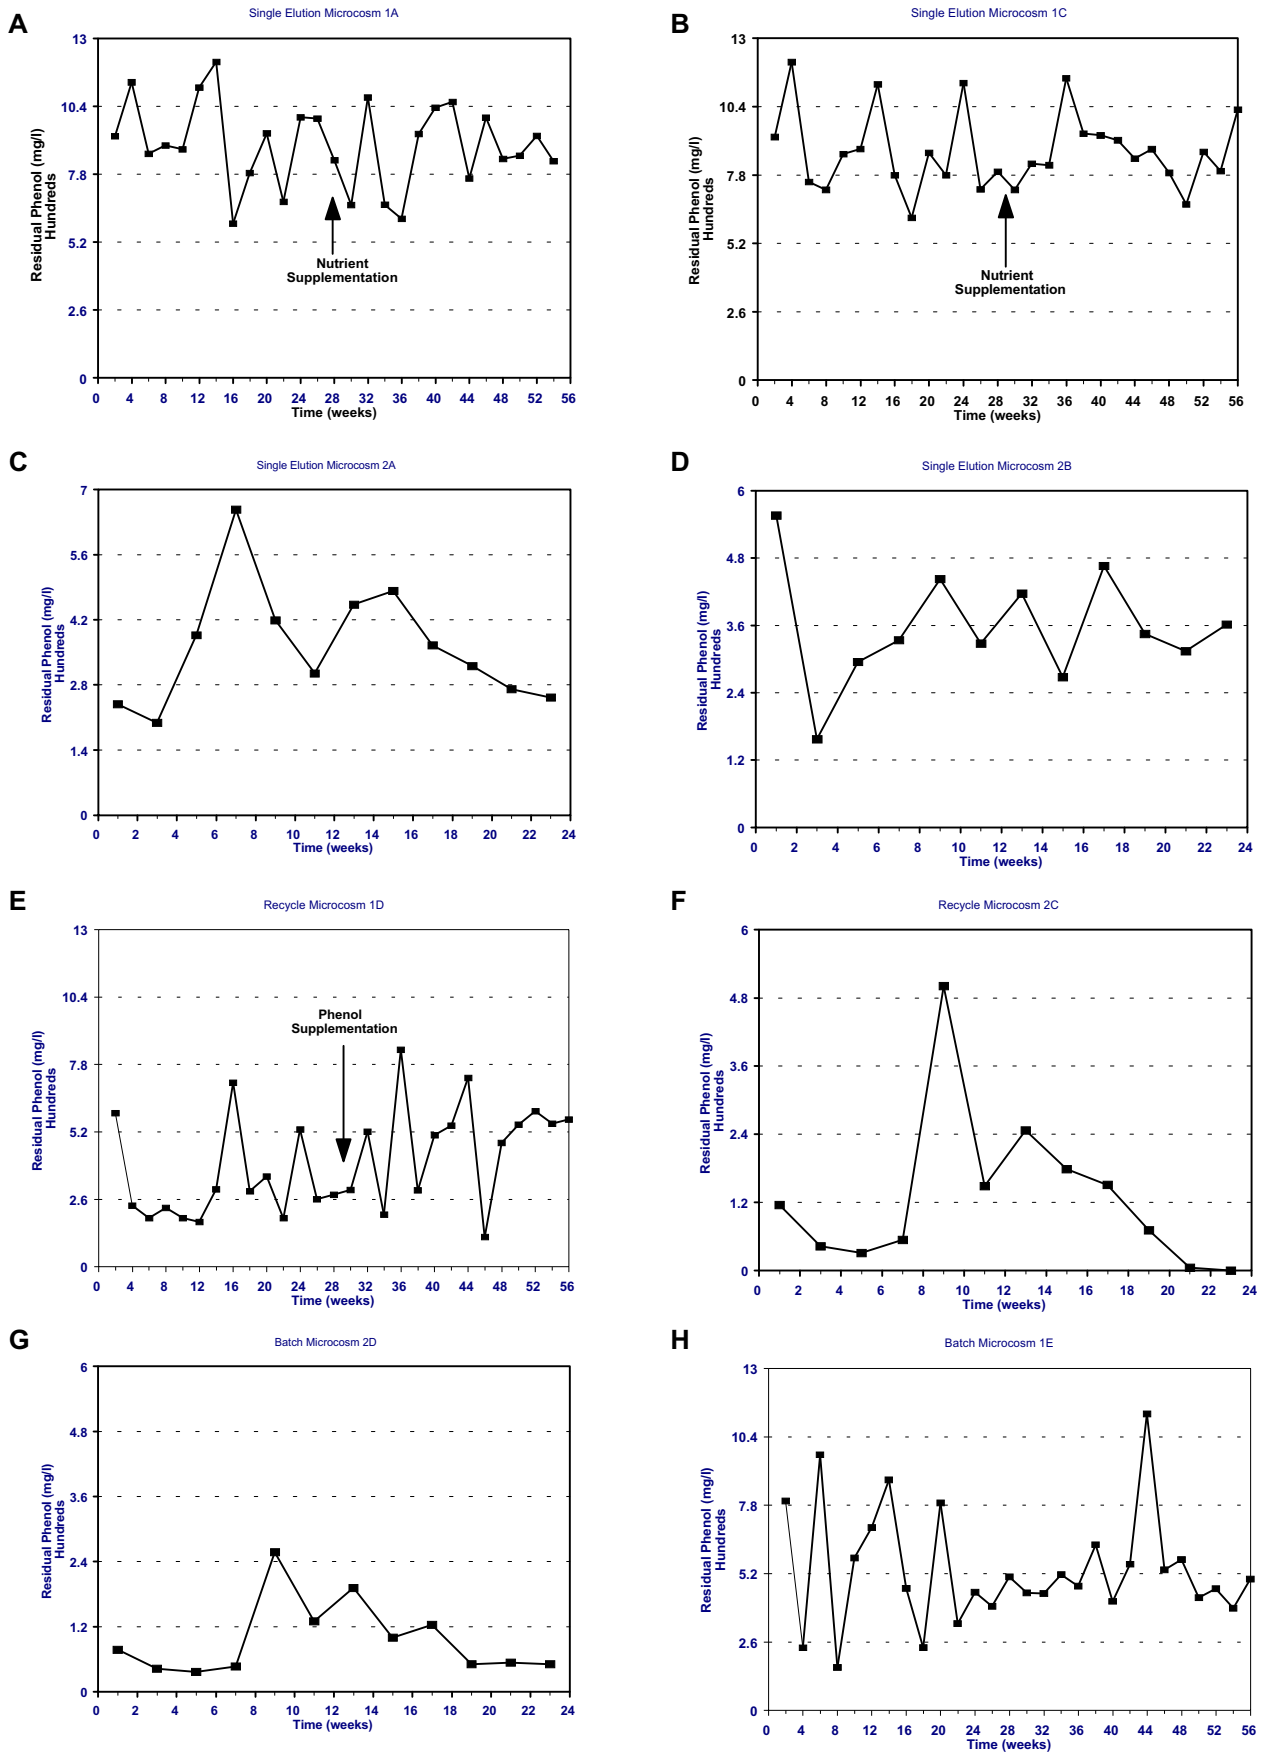 A
Single Elution Microcosm 1A
Residual Phenol (mg/l)
Hundreds
13
10.4
7.8
5.2
2.6
0
Nutrient
Supplementation
0 4 8 12 16 20 24 28 32 36 40 44 48 52 56
Time (weeks)
B
Single Elution Microcosm 1C
Residual Phenol (mg/l)
Hundreds
13
10.4
7.8
5.2
2.6
0
Nutrient
Supplementation
0 4 8 12 16 20 24 28 32 36 40 44 48 52 56
Time (weeks)
C
Single Elution Microcosm 2A
Residual Phenol (mg/l)
Hundreds
7
5.6
4.2
2.8
1.4
0
0 2 4 6 8 10 12 14 16 18 20 22 24
Time (weeks)
D
Single Elution Microcosm 2B
Residual Phenol (mg/l)
Hundreds
6
4.8
3.6
2.4
1.2
0
0 2 4 6 8 10 12 14 16 18 20 22 24
Time (weeks)
E
Recycle Microcosm 1D
Residual Phenol (mg/l)
Hundreds
13
10.4
7.8
5.2
2.6
0
Phenol
Supplementation
0 4 8 12 16 20 24 28 32 36 40 44 48 52 56
Time (weeks)
F
Recycle Microcosm 2C
Residual Phenol (mg/l)
Hundreds
6
4.8
3.6
2.4
1.2
0
0 2 4 6 8 10 12 14 16 18 20 22 24
Time (weeks)
G
Batch Microcosm 2D
Residual Phenol (mg/l)
Hundreds
6
4.8
3.6
2.4
1.2
0
0 2 4 6 8 10 12 14 16 18 20 22 24
Time (weeks)
H
Batch Microcosm 1E
Residual Phenol (mg/l)
Hundreds
13
10.4
7.8
5.2
2.6
0
0 4 8 12 16 20 24 28 32 36 40 44 48 52 56
Time (weeks)